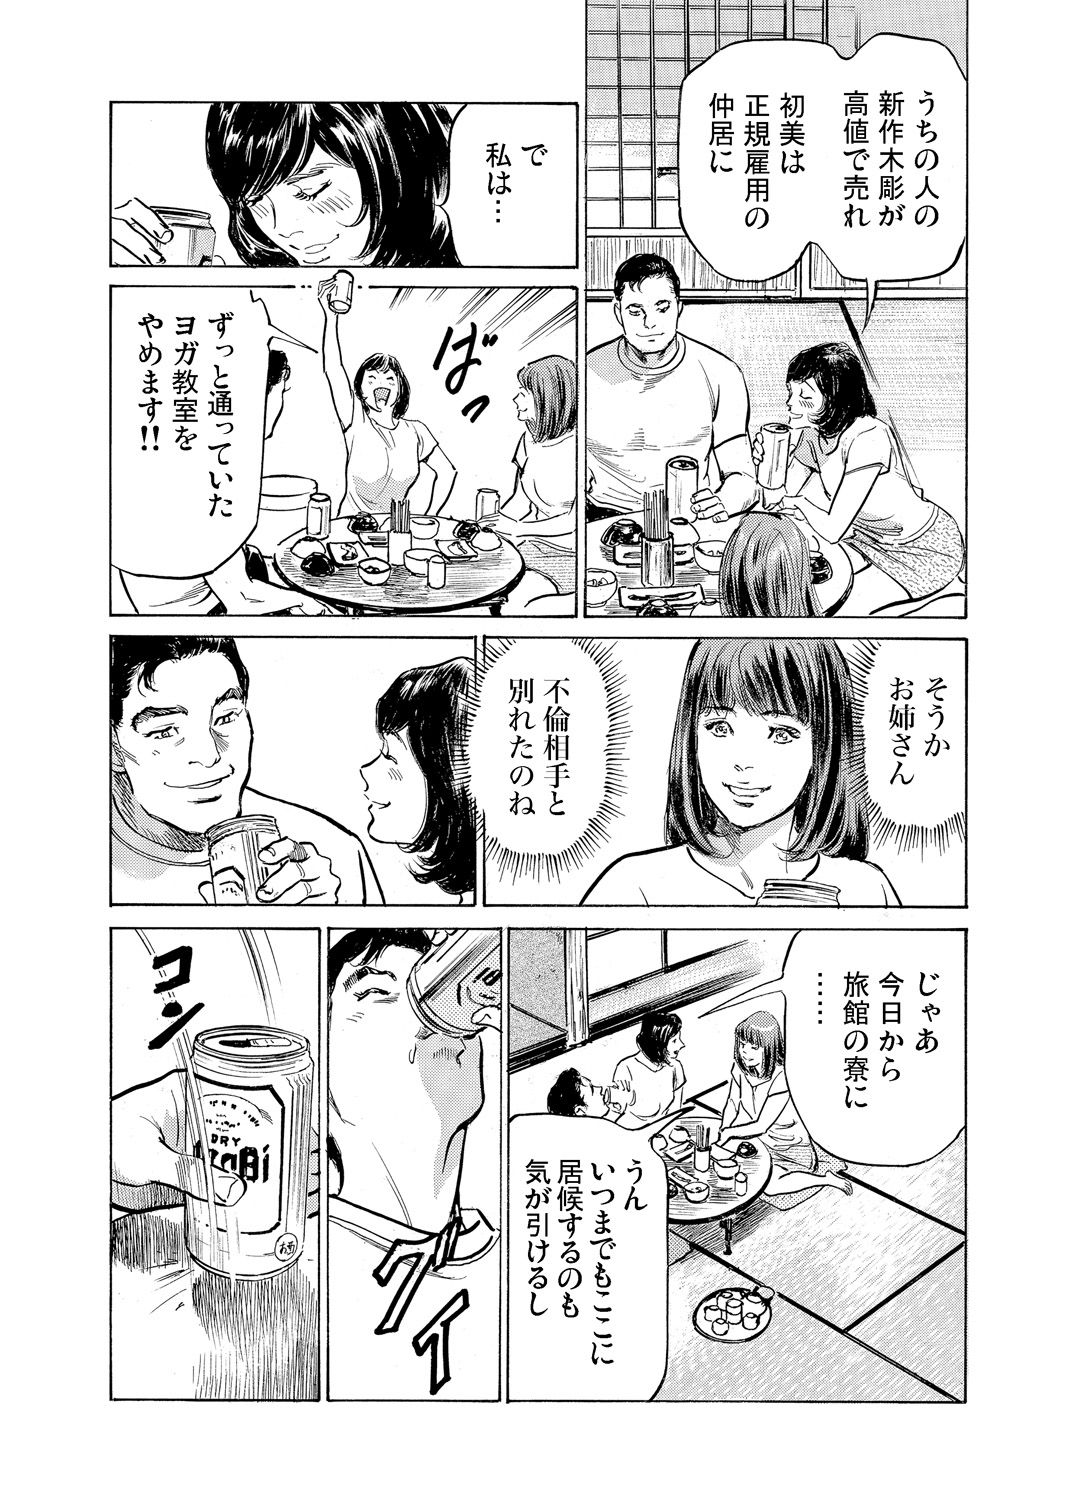 うちの人の
新作木彫が
高値で売れ
初美は
正規雇用の
仲居に
で
私は…
ばっ
ずっと通っていた
ヨガ教室を
やめます!!
そうか
お姉さん
不倫相手と
別れたのね
じゃあ
今日から
旅館の寮に
……
うん
いつまでもここに
居候するのも
気が引けるし
グイ
コン
DRY
お酒